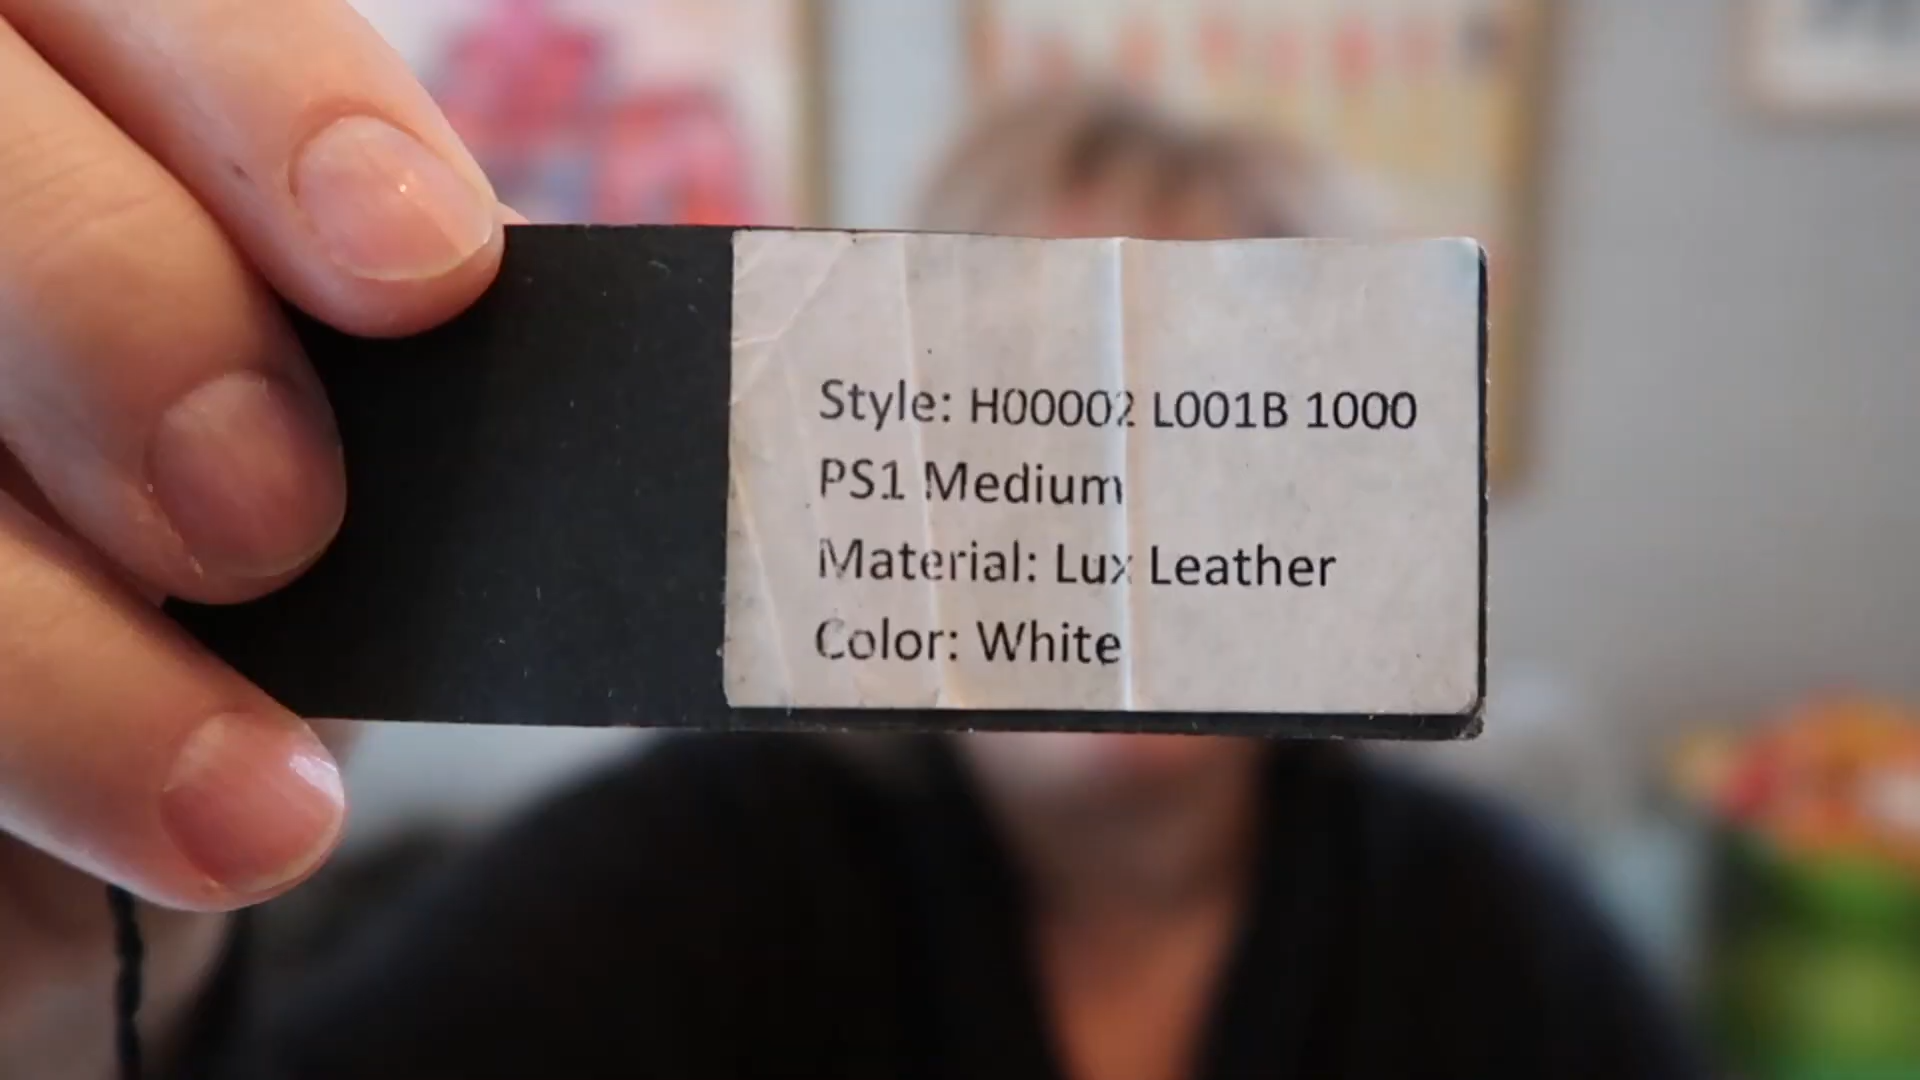 Style: H00002 L001B 1000
PS1 Medium
Material: Lux Leather
Color: White